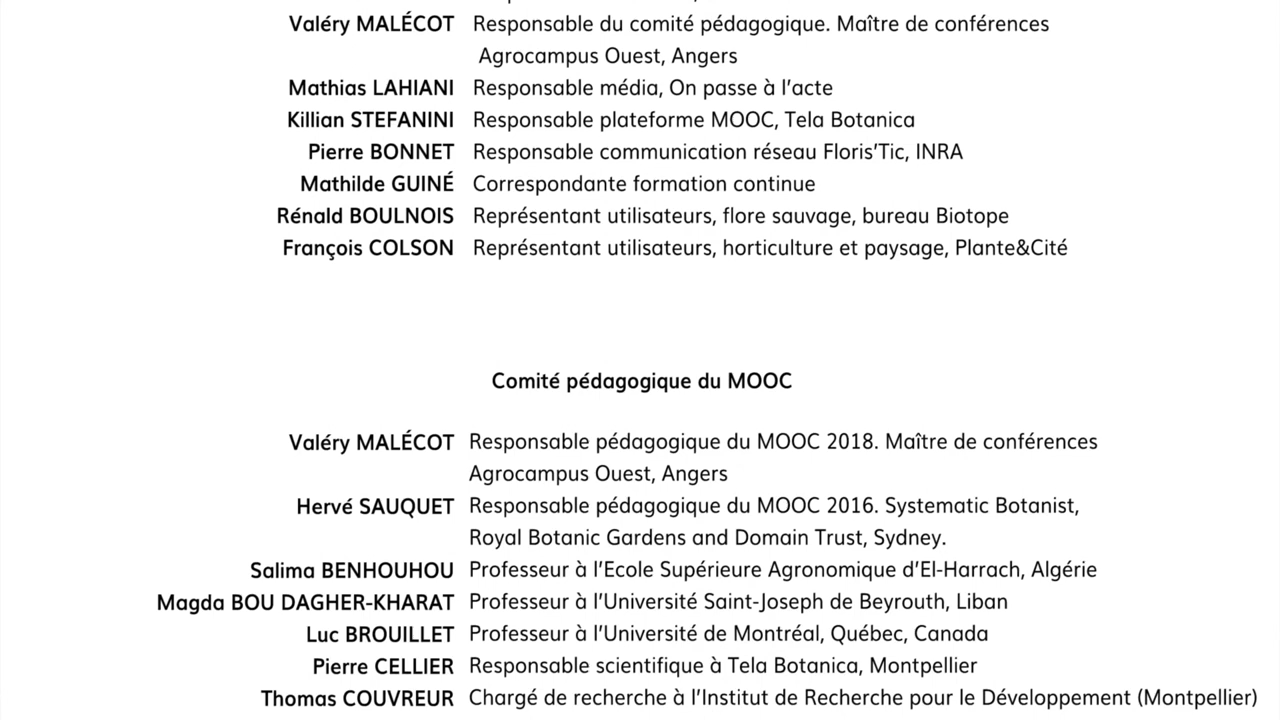 Valéry MALÉCOT Responsable du comité pédagogique. Maître de conférences
Agrocampus Ouest, Angers
Mathias LAHIANI Responsable média, On passe à l'acte
Killian STEFANINI Responsable plateforme MOOC, Tela Botanica
Pierre BONNET Responsable communication réseau Floris'Tic, INRA
Mathilde GUINÉ Correspondante formation continue
Rénald BOULNOIS Représentant utilisateurs, flore sauvage, bureau Biotope
François COLSON Représentant utilisateurs, horticulture et paysage, Plante&Cité
Comité pédagogique du MOOC
Valéry MALÉCOT Responsable pédagogique du MOOC 2018. Maître de conférences
Agrocampus Ouest, Angers
Hervé SAUQUET Responsable pédagogique du MOOC 2016. Systematic Botanist,
Royal Botanic Gardens and Domain Trust, Sydney.
Salima BENHOUHOU Professeur à l'Ecole Supérieure Agronomique d'El-Harrach, Algérie
Magda BOU DAGHER-KHARAT Professeur à l'Université Saint-Joseph de Beyrouth, Liban
Luc BROUILLET Professeur à l'Université de Montréal, Québec, Canada
Pierre CELLIER Responsable scientifique à Tela Botanica, Montpellier
Thomas COUVREUR Chargé de recherche à l'Institut de Recherche pour le Développement (Montpellier)